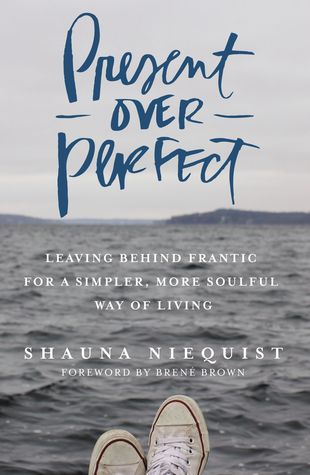 Present
OVER
PERFECT
LEAVING BEHIND FRANTIC
FOR A SIMPLER, MORE SOULFUL
WAY OF LIVING
SHAUNA NIEQUIST
FOREWORD BY BRENÉ BROWN